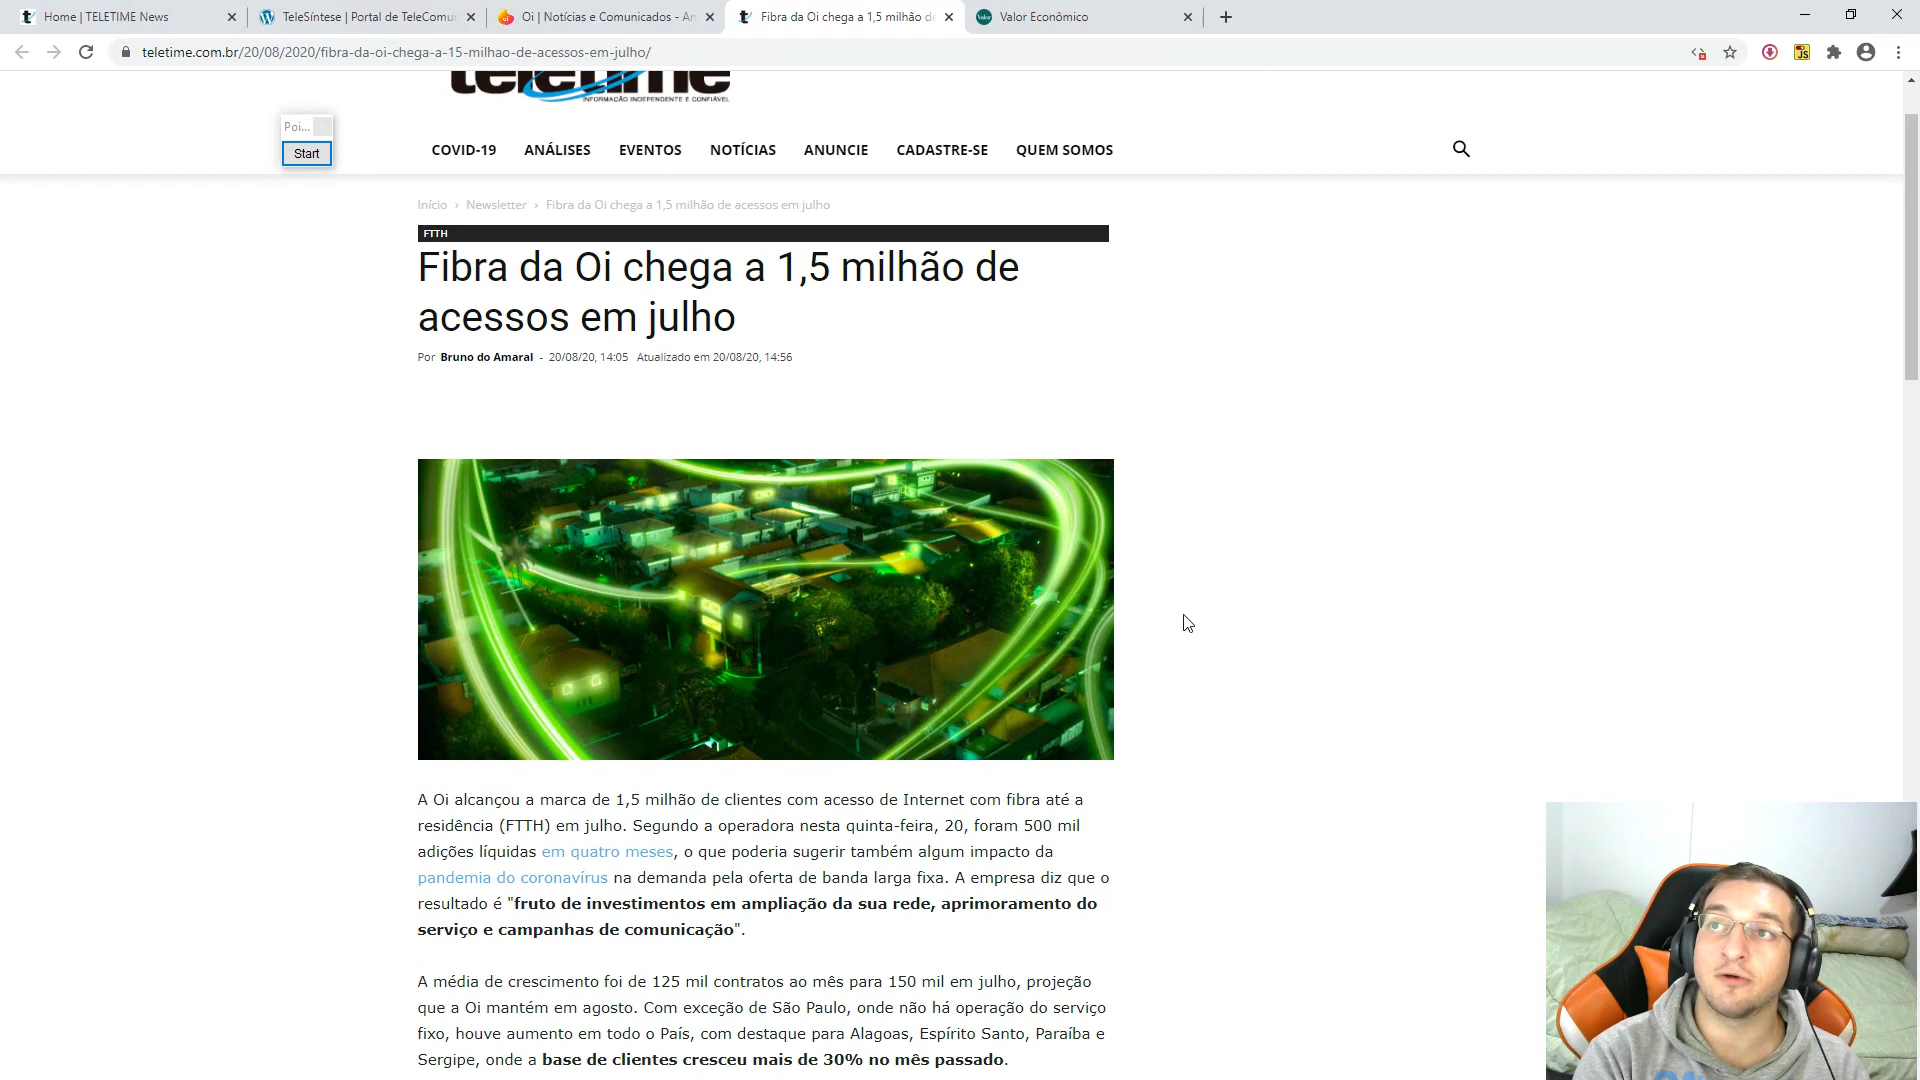 Home | TELETIME News
TeleSíntese | Portal de TeleComu
Oi | Notícias e Comunicados - An
Fibra da Oi chega a 1,5 milhão de
Valor Econômico
teletime.com.br/20/08/2020/fibra-da-oi-chega-a-15-milhao-de-acessos-em-julho/
JS
teletime
INFORMAÇÃO INDEPENDENTE E CONFIÁVEL
Poi...
Start
COVID-19 ANÁLISES EVENTOS NOTÍCIAS ANUNCIE CADASTRE-SE QUEM SOMOS
Início › Newsletter › Fibra da Oi chega a 1,5 milhão de acessos em julho
FTTH
Fibra da Oi chega a 1,5 milhão de
acessos em julho
Por Bruno do Amaral - 20/08/20, 14:05 Atualizado em 20/08/20, 14:56
A Oi alcançou a marca de 1,5 milhão de clientes com acesso de Internet com fibra até a
residência (FTTH) em julho. Segundo a operadora nesta quinta-feira, 20, foram 500 mil
adições líquidas em quatro meses, o que poderia sugerir também algum impacto da
pandemia do coronavírus na demanda pela oferta de banda larga fixa. A empresa diz que o
resultado é "fruto de investimentos em ampliação da sua rede, aprimoramento do
serviço e campanhas de comunicação".
A média de crescimento foi de 125 mil contratos ao mês para 150 mil em julho, projeção
que a Oi mantém em agosto. Com exceção de São Paulo, onde não há operação do serviço
fixo, houve aumento em todo o País, com destaque para Alagoas, Espírito Santo, Paraíba e
Sergipe, onde a base de clientes cresceu mais de 30% no mês passado.